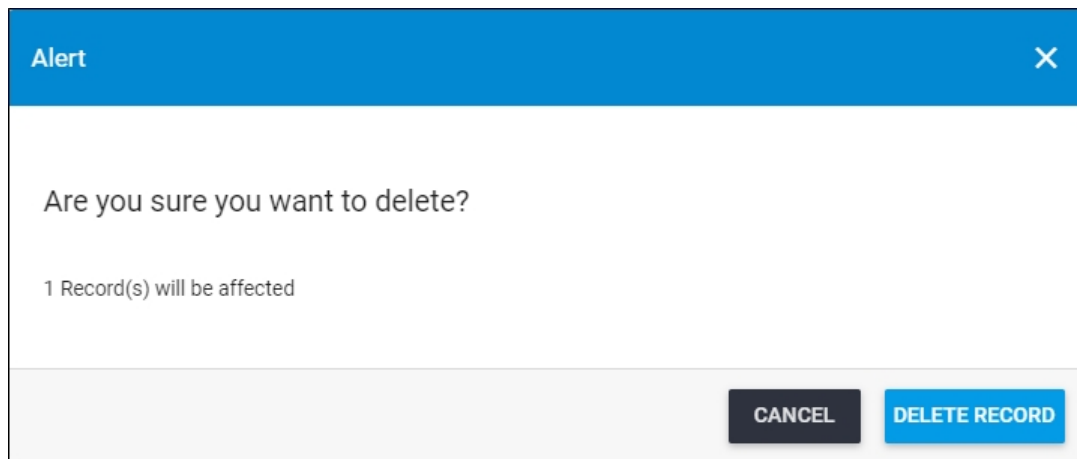 Alert
Are you sure you want to delete?
1 Record(s) will be affected
CANCEL
DELETE RECORD